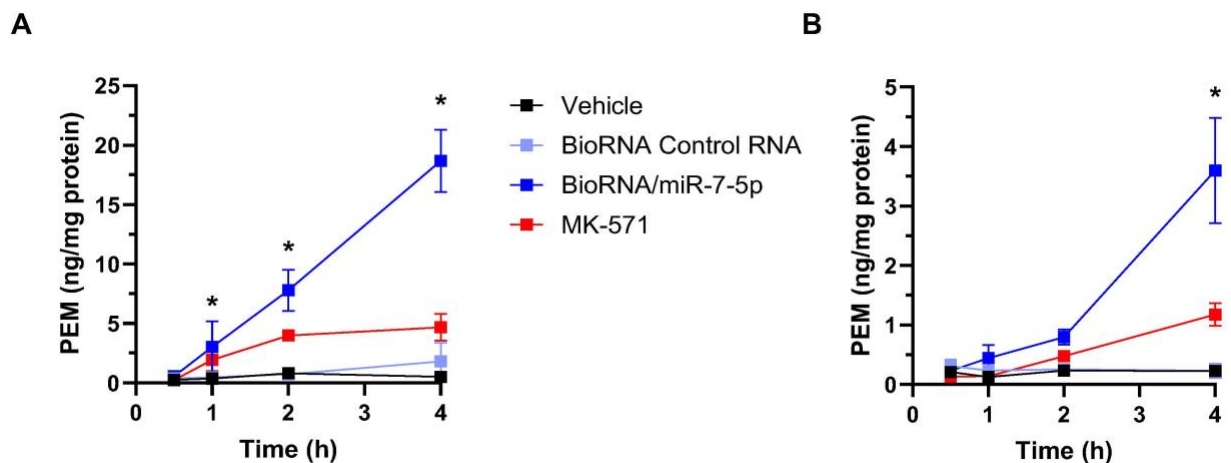 A
PEM (ng/mg protein)
25
20
15
10
5
0
*
*
*
0
1
2
3
4
Time (h)
Vehicle
BioRNA Control RNA
BioRNA/miR-7-5p
MK-571
B
PEM (ng/mg protein)
5
4
3
2
1
0
*
0
1
2
3
4
Time (h)